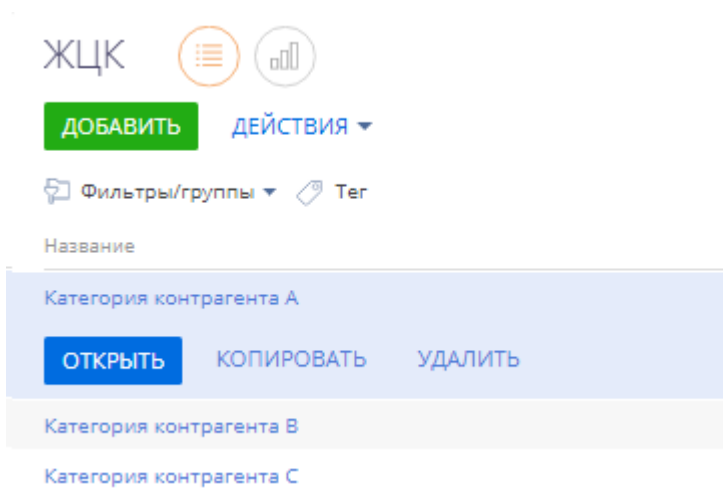 ЖЦК
ДОБАВИТЬ ДЕЙСТВИЯ
Фильтры/группы Тег
Название
Категория контрагента A
ОТКРЫТЬ КОПИРОВАТЬ УДАЛИТЬ
Категория контрагента B
Категория контрагента C